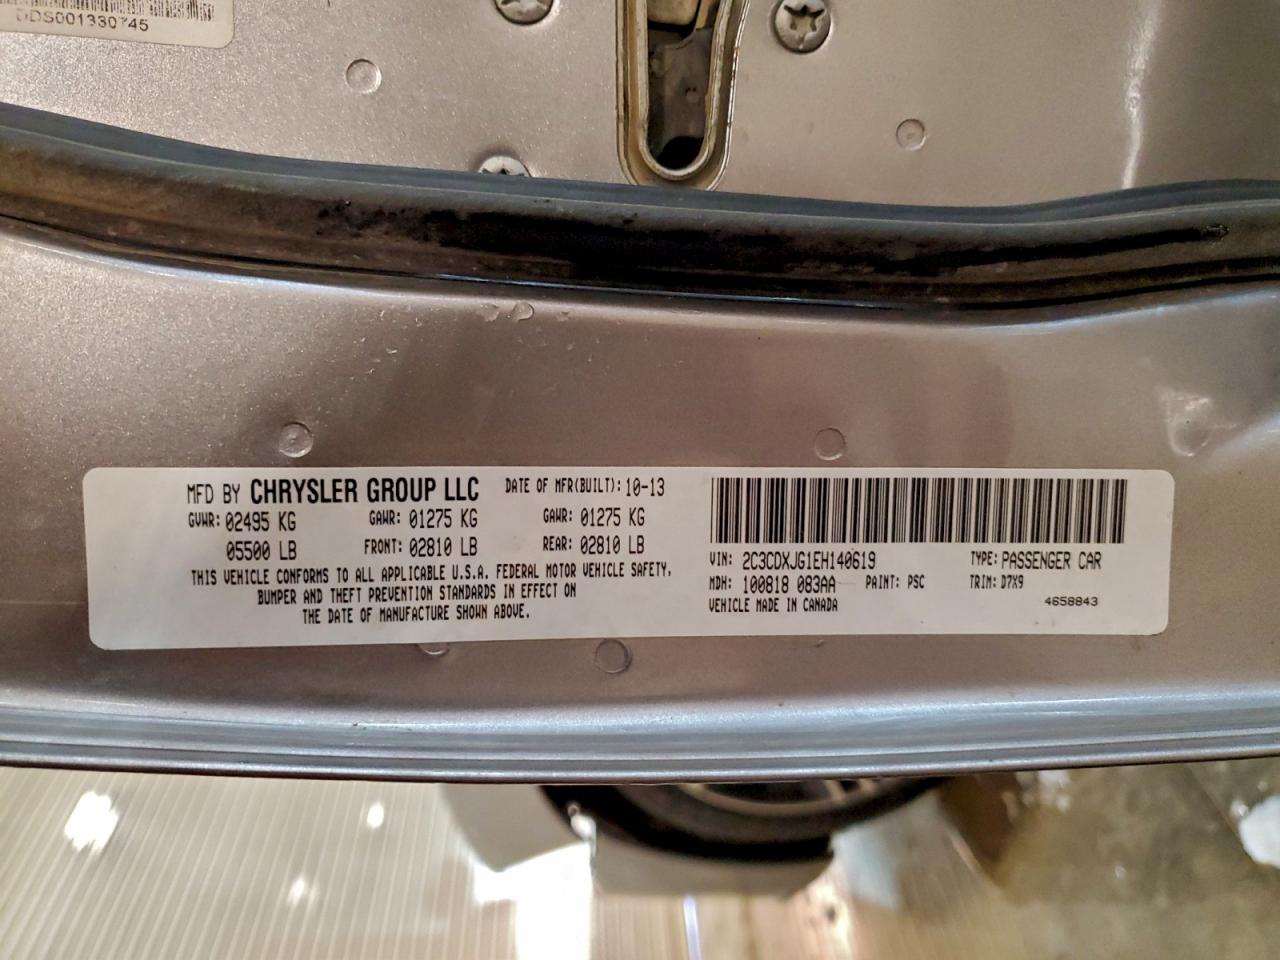 DDS001330745
MFD BY CHRYSLER GROUP LLC DATE OF MFR(BUILT): 10-13
GVWR: 02495 KG GAWR: 01275 KG GAWR: 01275 KG
05500 LB FRONT: 02810 LB REAR: 02810 LB
THIS VEHICLE CONFORMS TO ALL APPLICABLE U.S.A. FEDERAL MOTOR VEHICLE SAFETY,
BUMPER AND THEFT PREVENTION STANDARDS IN EFFECT ON
THE DATE OF MANUFACTURE SHOWN ABOVE.
VIN: 2C3CDXJG1EH140619 TYPE: PASSENGER CAR
MDH: 100818 083AA PAINT: PSC TRIM: D7X9
VEHICLE MADE IN CANADA 4658843